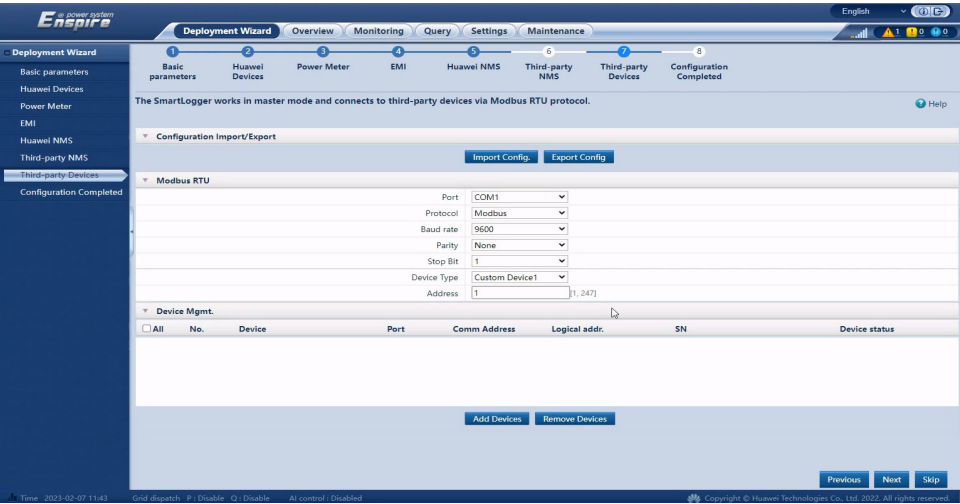 @ power system
Enspire
English
Deployment Wizard Overview Monitoring Query Settings Maintenance
1 0 0
Deployment Wizard
Basic parameters
Huawei Devices
Power Meter
EMI
Huawei NMS
Third-party NMS
Third-party Devices
Configuration Completed
1 2 3 4 5 6 7 8
Basic parameters
Huawei Devices
Power Meter
EMI
Huawei NMS
Third-party NMS
Third-party Devices
Configuration Completed
The SmartLogger works in master mode and connects to third-party devices via Modbus RTU protocol.
Help
Configuration Import/Export
Import Config. Export Config
Modbus RTU
Port COM1
Protocol Modbus
Baud rate 9600
Parity None
Stop Bit 1
Device Type Custom Device1
Address 1 [1, 247]
Device Mgmt.
All No. Device Port Comm Address Logical addr. SN Device status
Add Devices Remove Devices
Previous Next Skip
Time 2023-02-07 11:43 Grid dispatch P : Disable Q : Disable AI control : Disabled Copyright © Huawei Technologies Co., Ltd. 2022. All rights reserved.